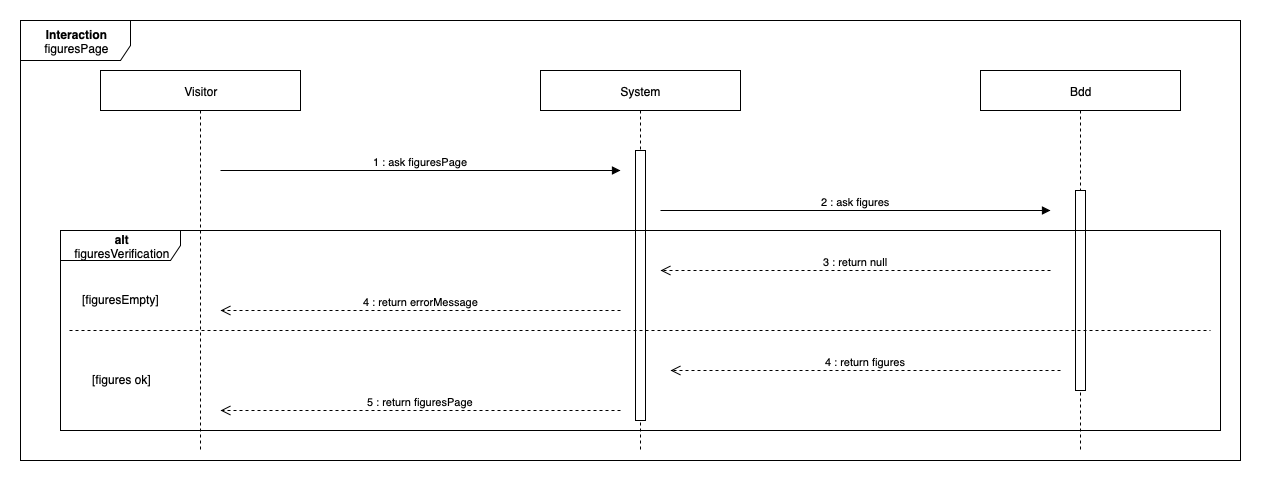 Interaction
figuresPage
Visitor
System
Bdd
1 : ask figuresPage
2 : ask figures
alt
figuresVerification
3 : return null
[figuresEmpty]
4 : return errorMessage
4 : return figures
[figures ok]
5 : return figuresPage